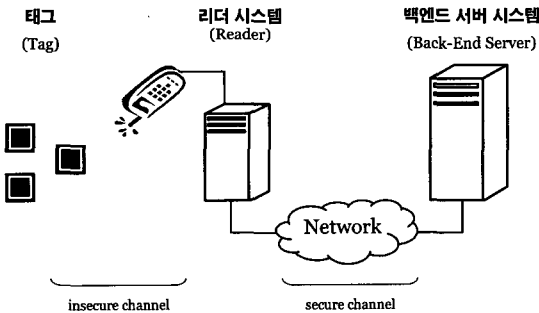 태그 리더 시스템 백엔드 서버 시스템
(Tag) (Reader) (Back-End Server)
Network
insecure channel secure channel